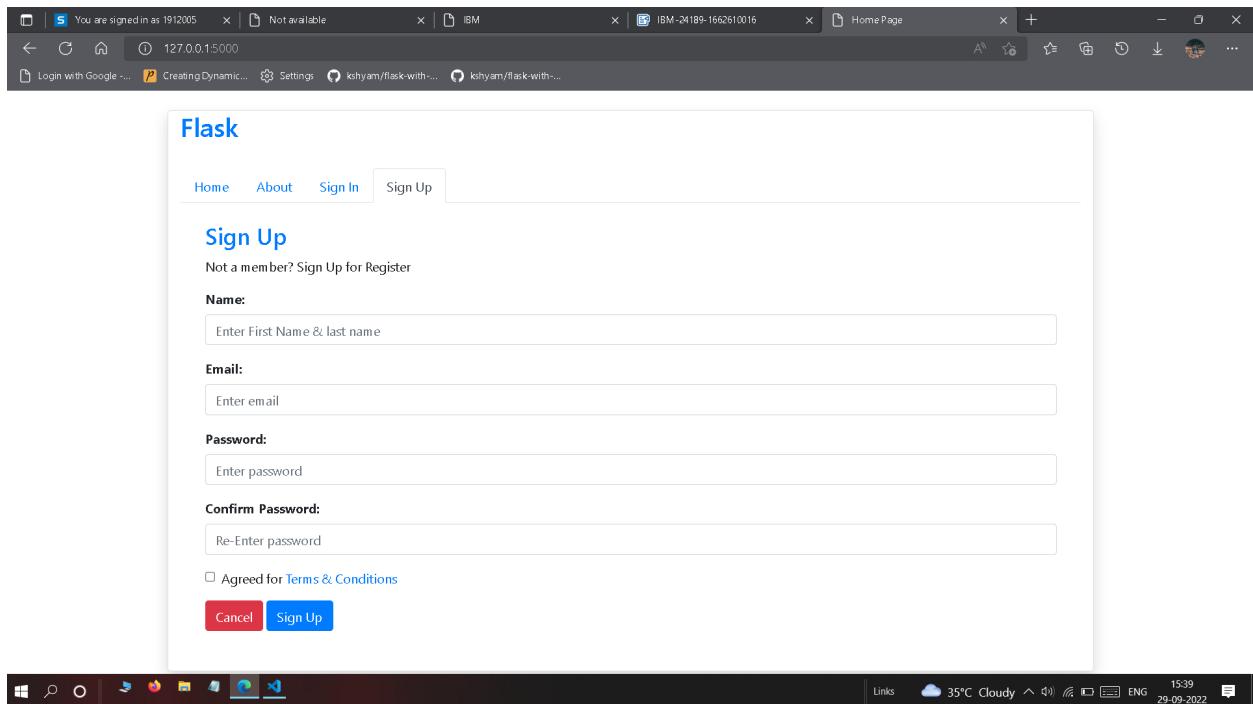 You are signed in as 1912005
Not available
IBM
IBM-24189-1662610016
Home Page
127.0.0.1:5000
Login with Google -...
Creating Dynamic...
Settings
kshyam/flask-with-...
kshyam/flask-with-...
Flask
Home About Sign In Sign Up
Sign Up
Not a member? Sign Up for Register
Name:
Enter First Name & last name
Email:
Enter email
Password:
Enter password
Confirm Password:
Re-Enter password
Agreed for Terms & Conditions
Cancel Sign Up
Links
35°C Cloudy
ENG
15:39
29-09-2022